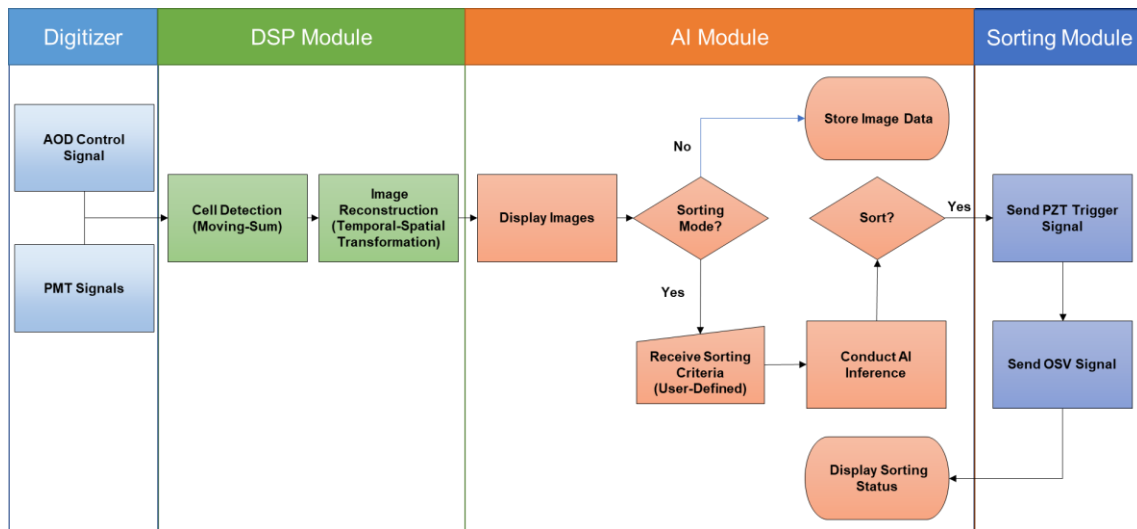 Digitizer
DSP Module
AI Module
Sorting Module
AOD Control
Signal
PMT Signals
Cell Detection
(Moving-Sum)
Image
Reconstruction
(Temporal-Spatial
Transformation)
Display Images
Sorting
Mode?
No
Store Image Data
Yes
Receive Sorting
Criteria
(User-Defined)
Conduct AI
Inference
Sort?
Yes
Send PZT Trigger
Signal
Send OSV Signal
Display Sorting
Status